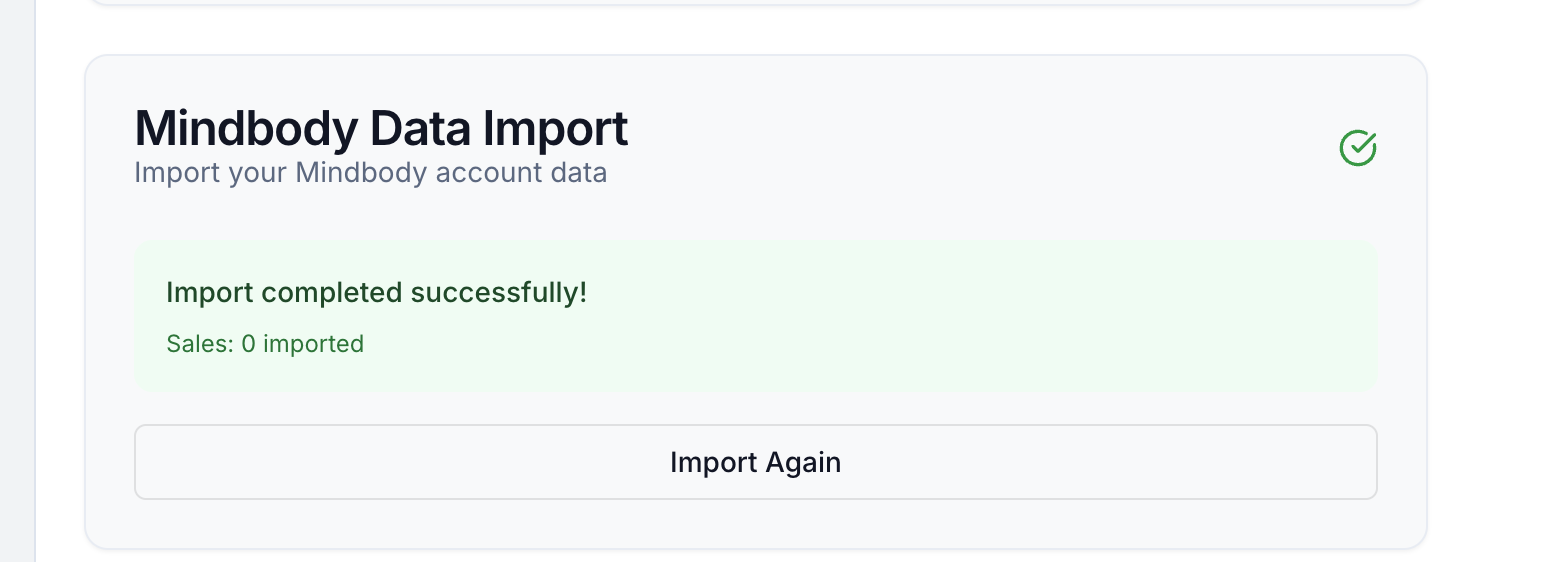 Mindbody Data Import
Import your Mindbody account data
Import completed successfully!
Sales: 0 imported
Import Again